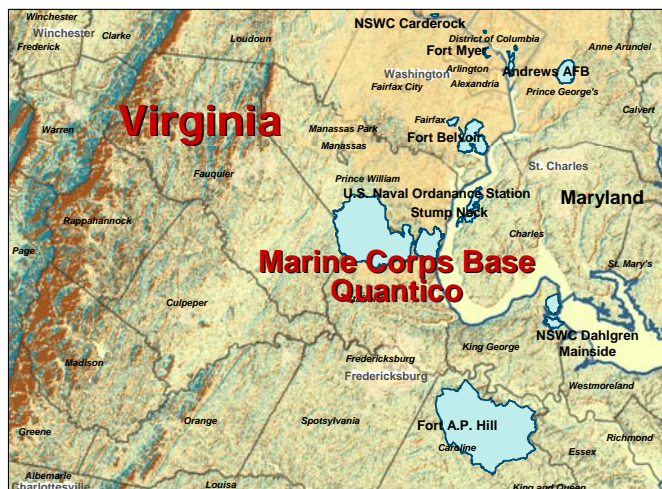 Winchester
Winchester
Frederick
Clarke
Loudoun
NSWC Carderock
District of Columbia
Fort Myer
Anne Arundel
Washington
Arlington
Andrews AFB
Fairfax City
Alexandria
Prince George's
Calvert
Virginia
Warren
Manassas Park
Manassas
Fairfax
Fort Belvoir
St. Charles
Fauquier
Prince William
U.S. Naval Ordanance Station
Stump Neck
Maryland
Rappahannock
Charles
Page
Marine Corps Base
Quantico
St. Mary's
Culpeper
NSWC Dahlgren
Mainside
King George
Madison
Fredericksburg
Fredericksburg
Westmoreland
Greene
Orange
Spotsylvania
Fort A.P. Hill
Caroline
Richmond
Essex
Albemarle
Charlottesville
Louisa
King and Queen